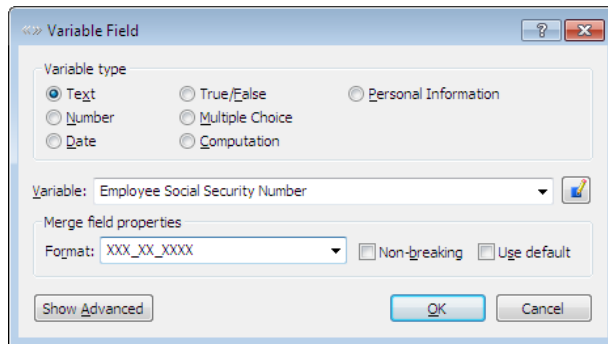 Variable Field
Variable type
Text True/False Personal Information
Number Multiple Choice
Date Computation
Variable: Employee Social Security Number
Merge field properties
Format: XXX_XX_XXXX Non-breaking Use default
Show Advanced OK Cancel